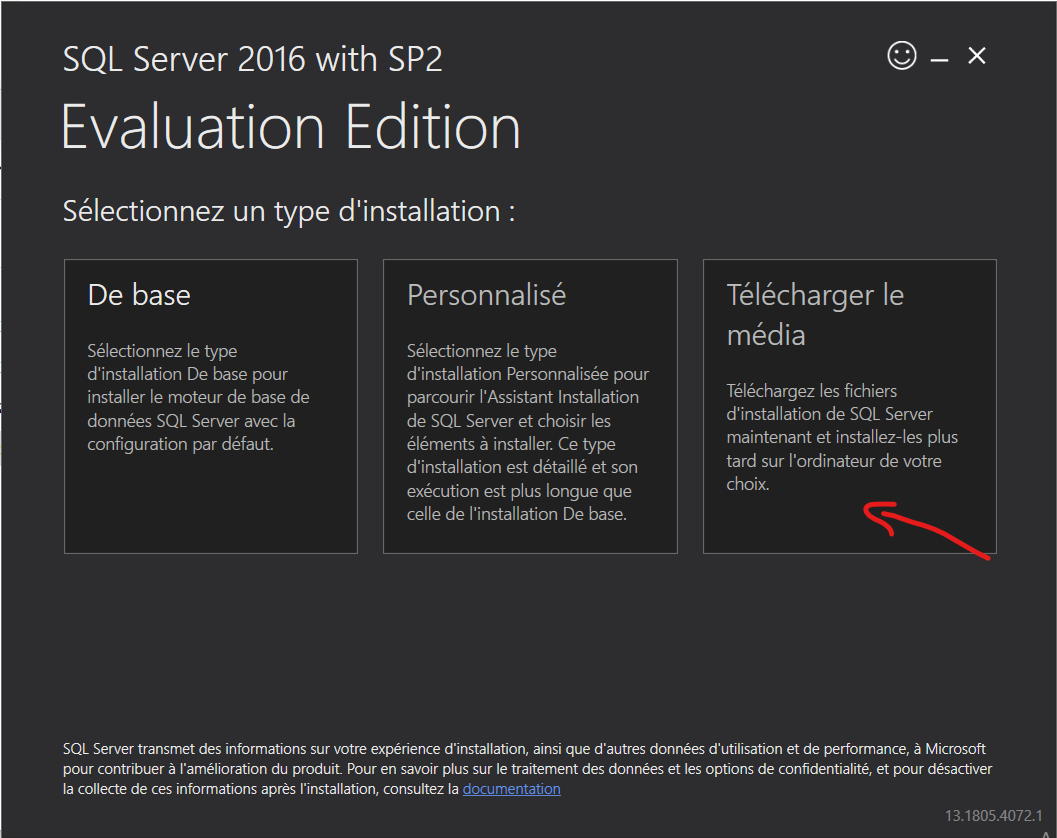 SQL Server 2016 with SP2
Evaluation Edition
Sélectionnez un type d'installation :
De base
Sélectionnez le type
d'installation De base pour
installer le moteur de base de
données SQL Server avec la
configuration par défaut.
Personnalisé
Sélectionnez le type
d'installation Personnalisée pour
parcourir l'Assistant Installation
de SQL Server et choisir les
éléments à installer. Ce type
d'installation est détaillé et son
exécution est plus longue que
celle de l'installation De base.
Télécharger le
média
Téléchargez les fichiers
d'installation de SQL Server
maintenant et installez-les plus
tard sur l'ordinateur de votre
choix.
SQL Server transmet des informations sur votre expérience d'installation, ainsi que d'autres données d'utilisation et de performance, à Microsoft
pour contribuer à l'amélioration du produit. Pour en savoir plus sur le traitement des données et les options de confidentialité, et pour désactiver
la collecte de ces informations après l'installation, consultez la documentation
13.1805.4072.1